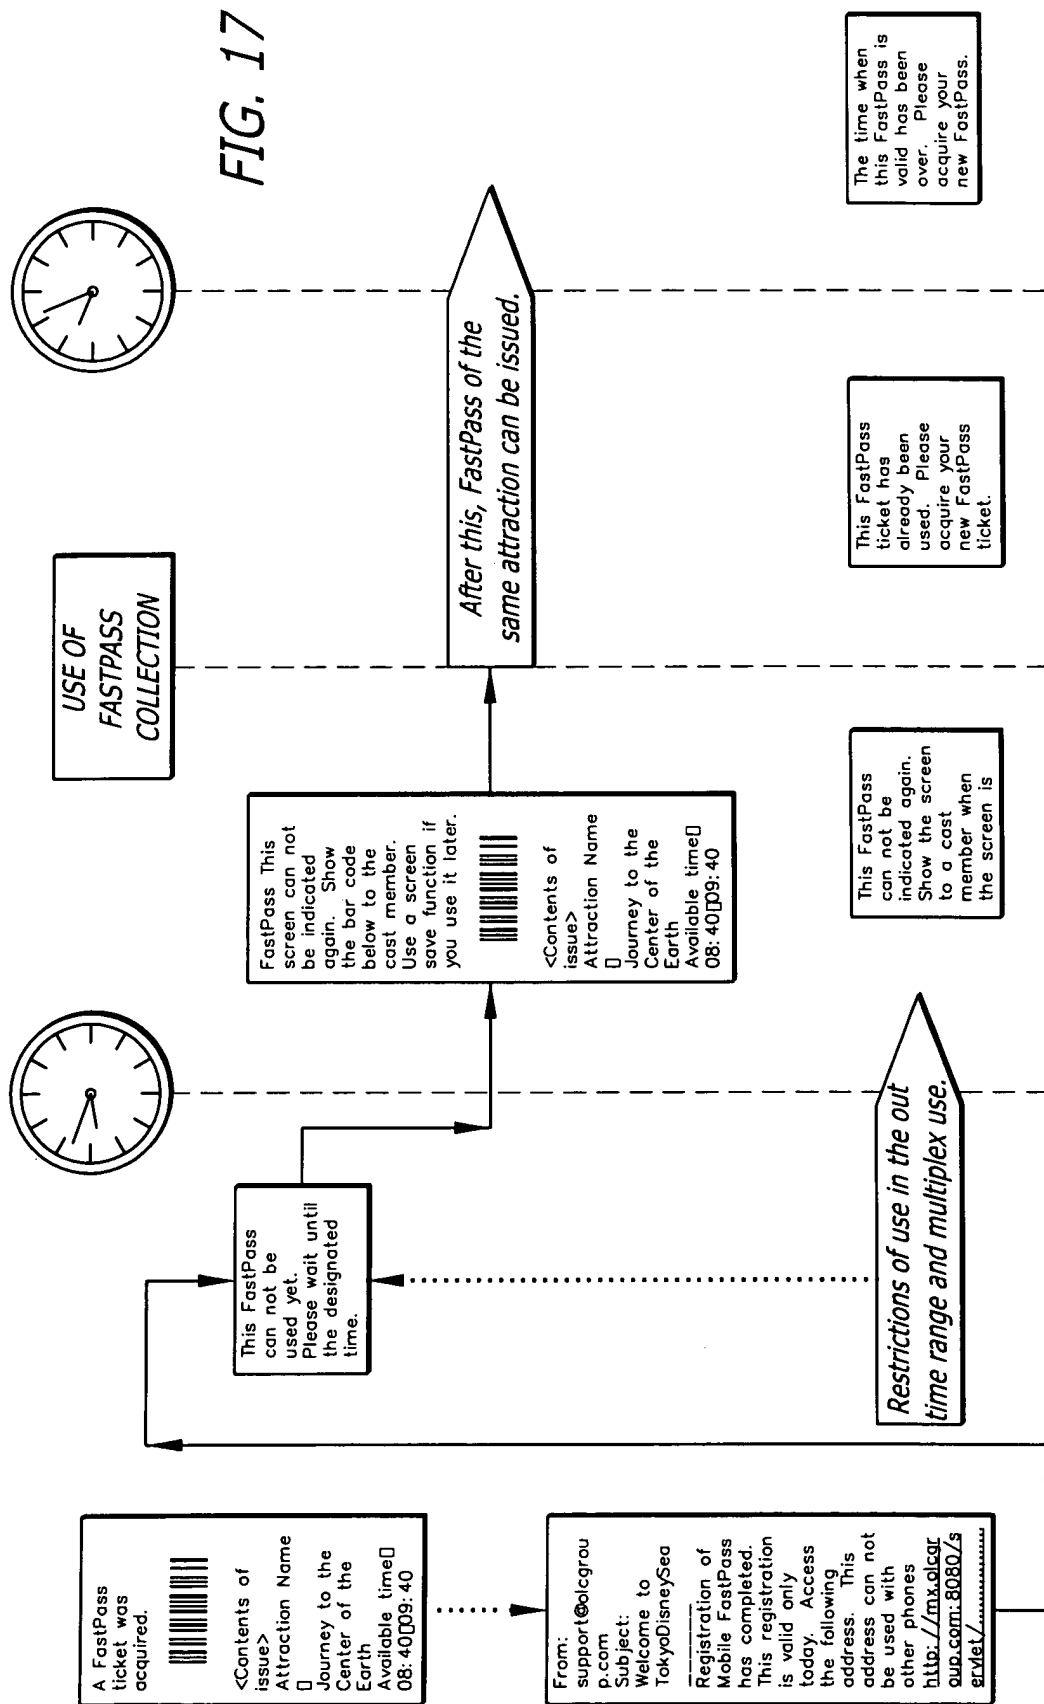 FIG. 17
A FastPass
ticket was
acquired.
<Contents of
issue>
Attraction Name
▯
Journey to the
Center of the
Earth
Available time▯
08:40▯09:40
From:
support@olcgrou
p.com
Subject:
Welcome to
TokyoDisneySea
Registration of
Mobile FastPass
has completed.
This registration
is valid only
today. Access
the following
address. This
address can not
be used with
other phones
http://mx.olcgr
oup.com:8080/s
ervlet/................
This FastPass
can not be
used yet.
Please wait until
the designated
time.
Restrictions of use in the out
time range and multiplex use.
FastPass This
screen can not
be indicated
again. Show
the bar code
below to the
cast member.
Use a screen
save function if
you use it later.
<Contents of
issue>
Attraction Name
▯
Journey to the
Center of the
Earth
Available time▯
08:40▯09:40
USE OF
FASTPASS
COLLECTION
After this, FastPass of the
same attraction can be issued.
This FastPass
can not be
indicated again.
Show the screen
to a cast
member when
the screen is
This FastPass
ticket has
already been
used. Please
acquire your
new FastPass
ticket.
The time when
this FastPass is
valid has been
over. Please
acquire your
new FastPass.